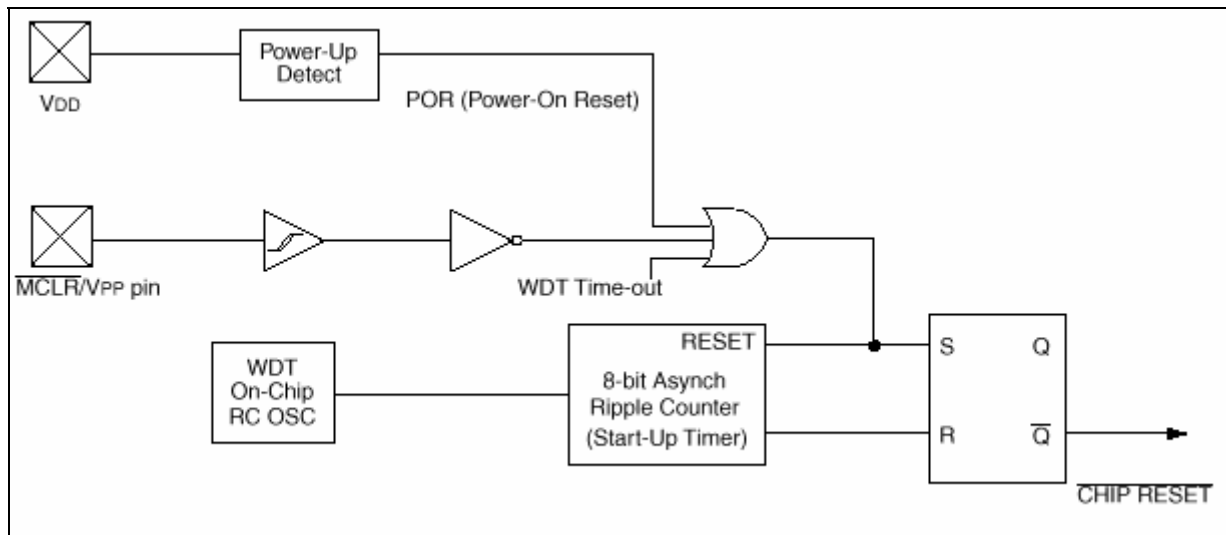 Power-Up
Detect
VDD
POR (Power-On Reset)
MCLR/VPP pin
WDT Time-out
WDT
On-Chip
RC OSC
RESET
8-bit Asynch
Ripple Counter
(Start-Up Timer)
S Q
R Q
CHIP RESET